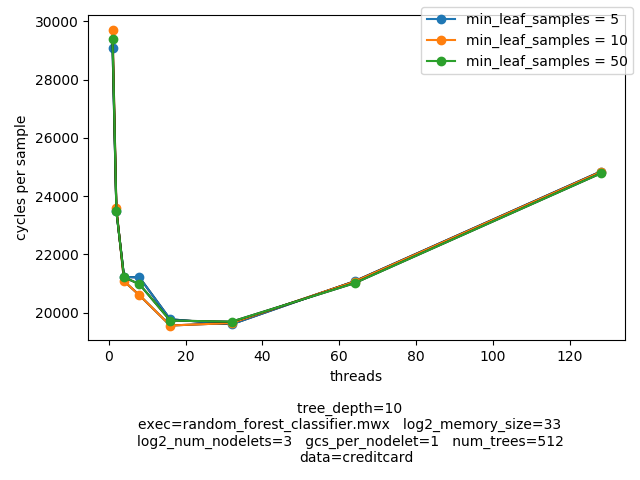 min_leaf_samples = 5
min_leaf_samples = 10
min_leaf_samples = 50
30000
28000
26000
24000
22000
20000
cycles per sample
0 20 40 60 80 100 120
threads
tree_depth=10
exec=random_forest_classifier.mwx log2_memory_size=33
log2_num_nodelets=3 gcs_per_nodelet=1 num_trees=512
data=creditcard